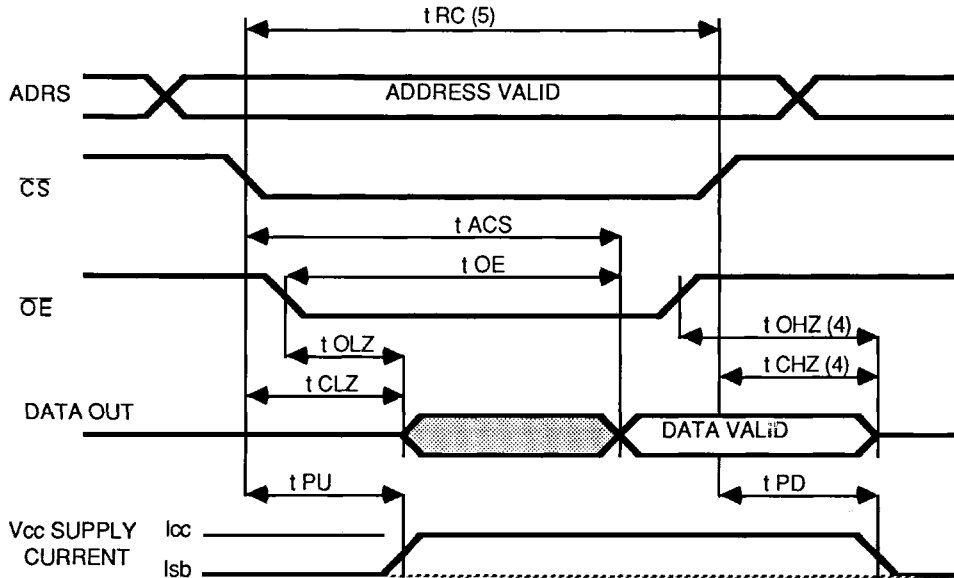 t RC (5)
ADRS
ADDRESS VALID
CS
t ACS
t OE
OE
t OHZ (4)
t OLZ
t CHZ (4)
t CLZ
DATA OUT
DATA VALID
t PU
t PD
Vcc SUPPLY
CURRENT
Icc
Isb